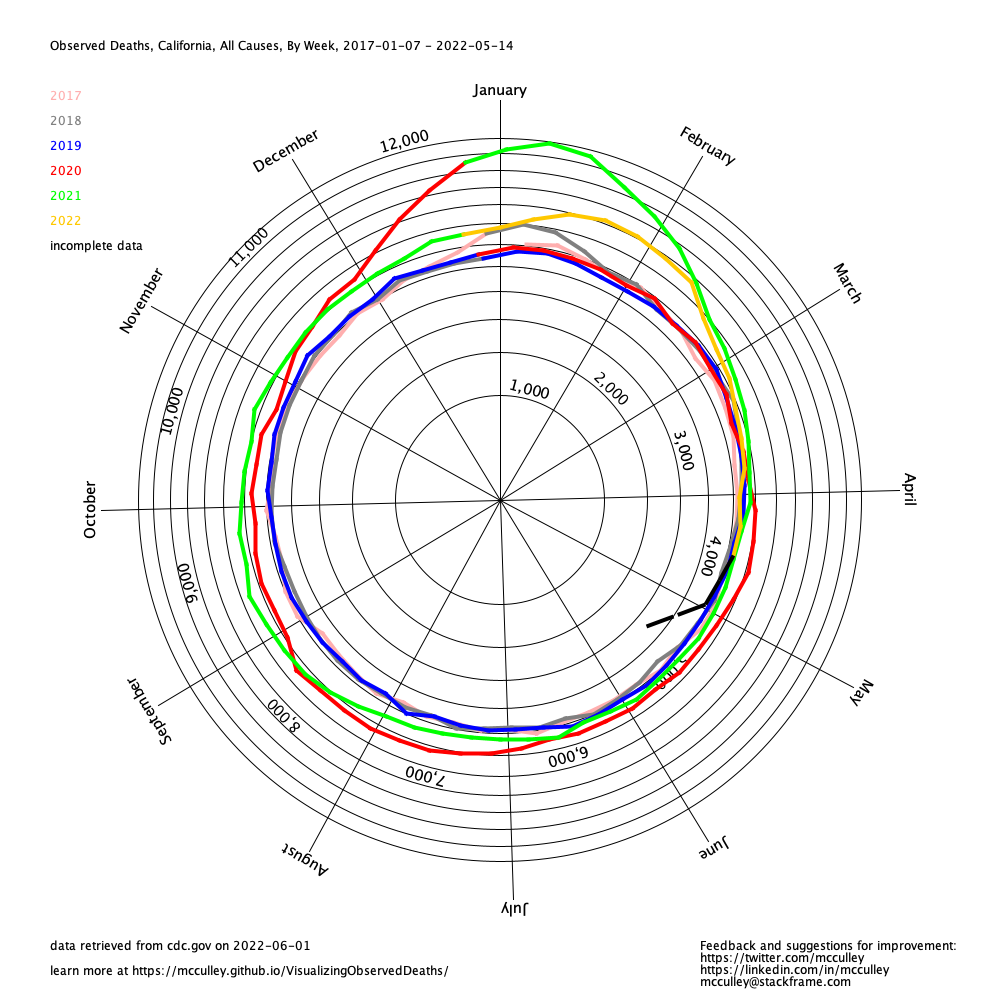 Observed Deaths, California, All Causes, By Week, 2017-01-07 - 2022-05-14
2017
2018
2019
2020
2021
2022
incomplete data
January
February
March
April
May
June
July
August
September
October
November
December
1,000
2,000
3,000
4,000
6,000
7,000
8,000
9,000
10,000
11,000
12,000
data retrieved from cdc.gov on 2022-06-01
learn more at https://mcculley.github.io/VisualizingObservedDeaths/
Feedback and suggestions for improvement:
https://twitter.com/mcculley
https://linkedin.com/in/mcculley
mcculley@stackframe.com